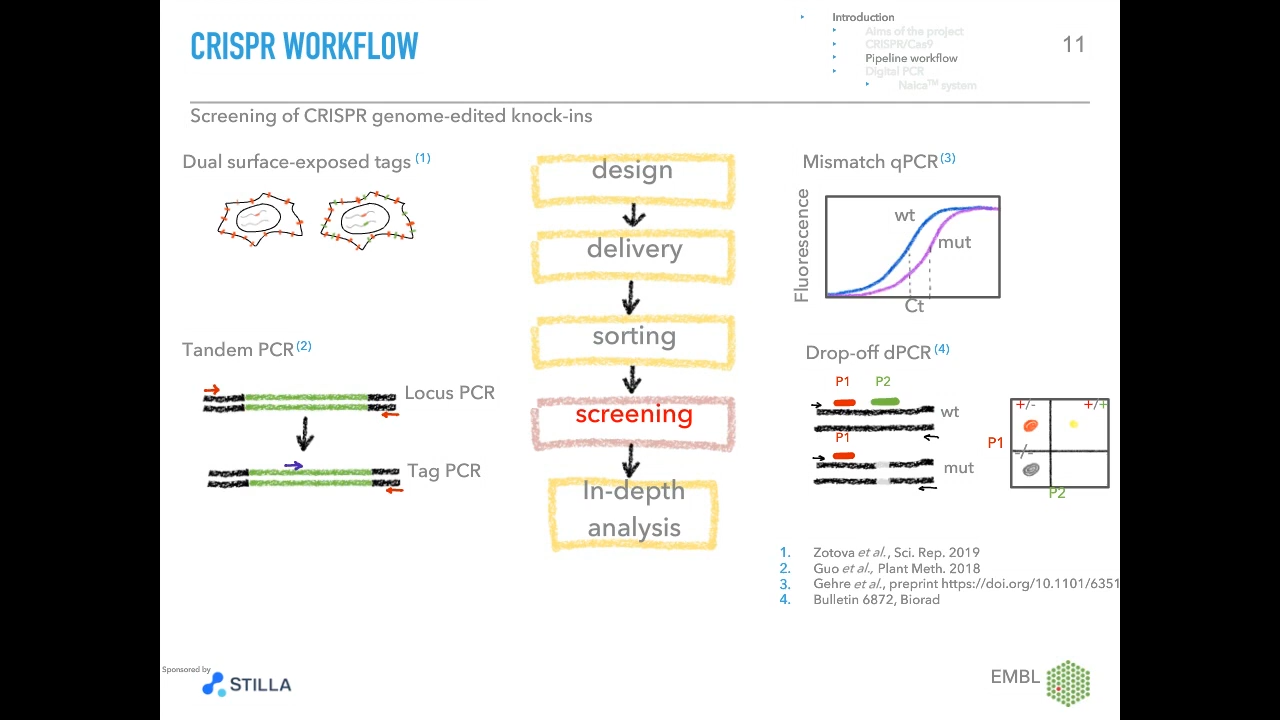 CRISPR WORKFLOW
Introduction
Aims of the project
CRISPR/Cas9
Pipeline workflow
Digital PCR
Naica™ system
11
Screening of CRISPR genome-edited knock-ins
Dual surface-exposed tags (1)
Tandem PCR (2)
Locus PCR
Tag PCR
design
delivery
sorting
screening
In-depth
analysis
Mismatch qPCR (3)
Fluorescence
wt
mut
Ct
Drop-off dPCR (4)
P1
P2
wt
P1
mut
+/-
+/+
P1
-/-
P2
1. Zotova et al., Sci. Rep. 2019
2. Guo et al., Plant Meth. 2018
3. Gehre et al., preprint https://doi.org/10.1101/6351
4. Bulletin 6872, Biorad
Sponsored by
STILLA
EMBL